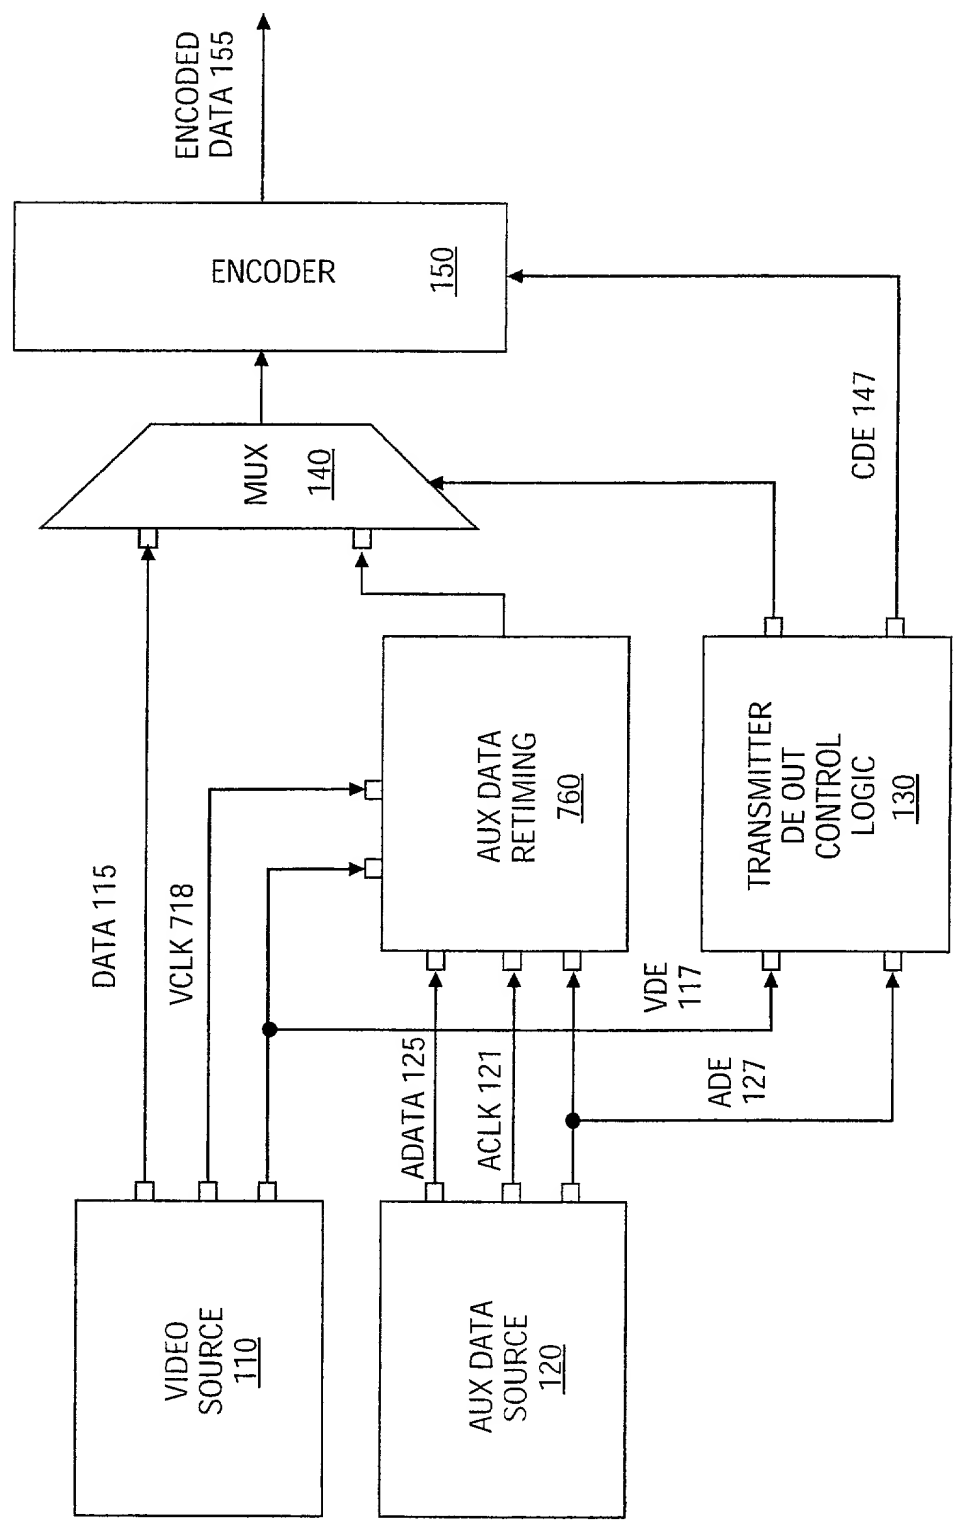 VIDEO
SOURCE
110
AUX DATA
SOURCE
120
DATA 115
VCLK 718
ADATA 125
ACLK 121
VDE
117
ADE
127
AUX DATA
RETIMING
760
TRANSMITTER
DE OUT
CONTROL
LOGIC
130
MUX
140
CDE 147
ENCODER
150
ENCODED
DATA 155